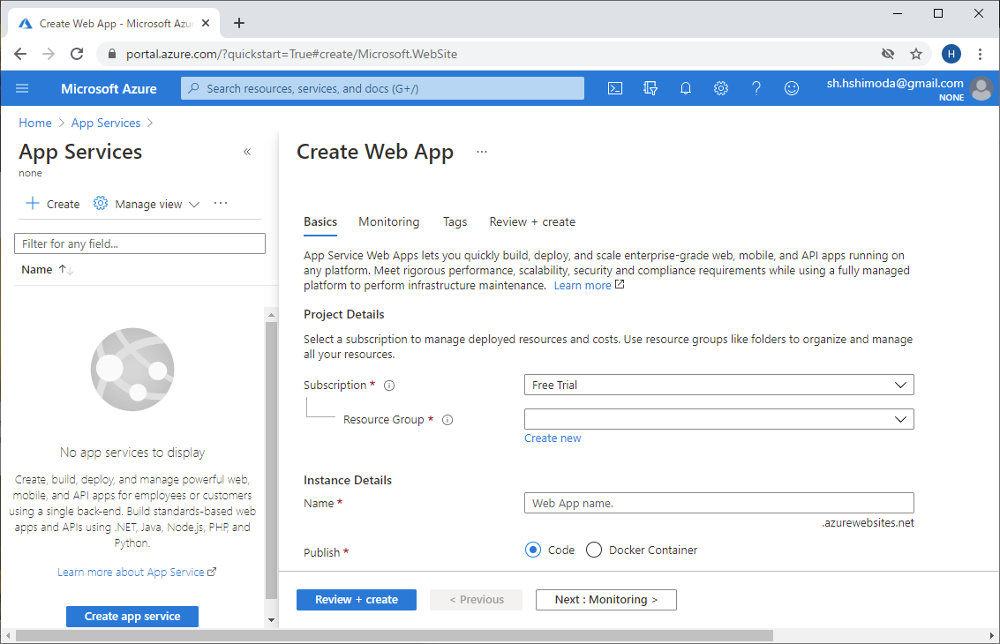 Create Web App - Microsoft Azu
portal.azure.com/?quickstart=True#create/Microsoft.WebSite
H
Microsoft Azure
Search resources, services, and docs (G+/)
sh.hshimoda@gmail.com
NONE
Home > App Services >
App Services
none
Create
Manage view
Filter for any field...
Name
No app services to display
Create, build, deploy, and manage powerful web,
mobile, and API apps for employees or customers
using a single back-end. Build standards-based web
apps and APIs using .NET, Java, Node.js, PHP, and
Python.
Learn more about App Service
Create app service
Create Web App
Basics
Monitoring
Tags
Review + create
App Service Web Apps lets you quickly build, deploy, and scale enterprise-grade web, mobile, and API apps running on
any platform. Meet rigorous performance, scalability, security and compliance requirements while using a fully managed
platform to perform infrastructure maintenance. Learn more
Project Details
Select a subscription to manage deployed resources and costs. Use resource groups like folders to organize and manage
all your resources.
Subscription *
Free Trial
Resource Group *
Create new
Instance Details
Name *
Web App name.
.azurewebsites.net
Publish *
Code
Docker Container
Review + create
< Previous
Next : Monitoring >